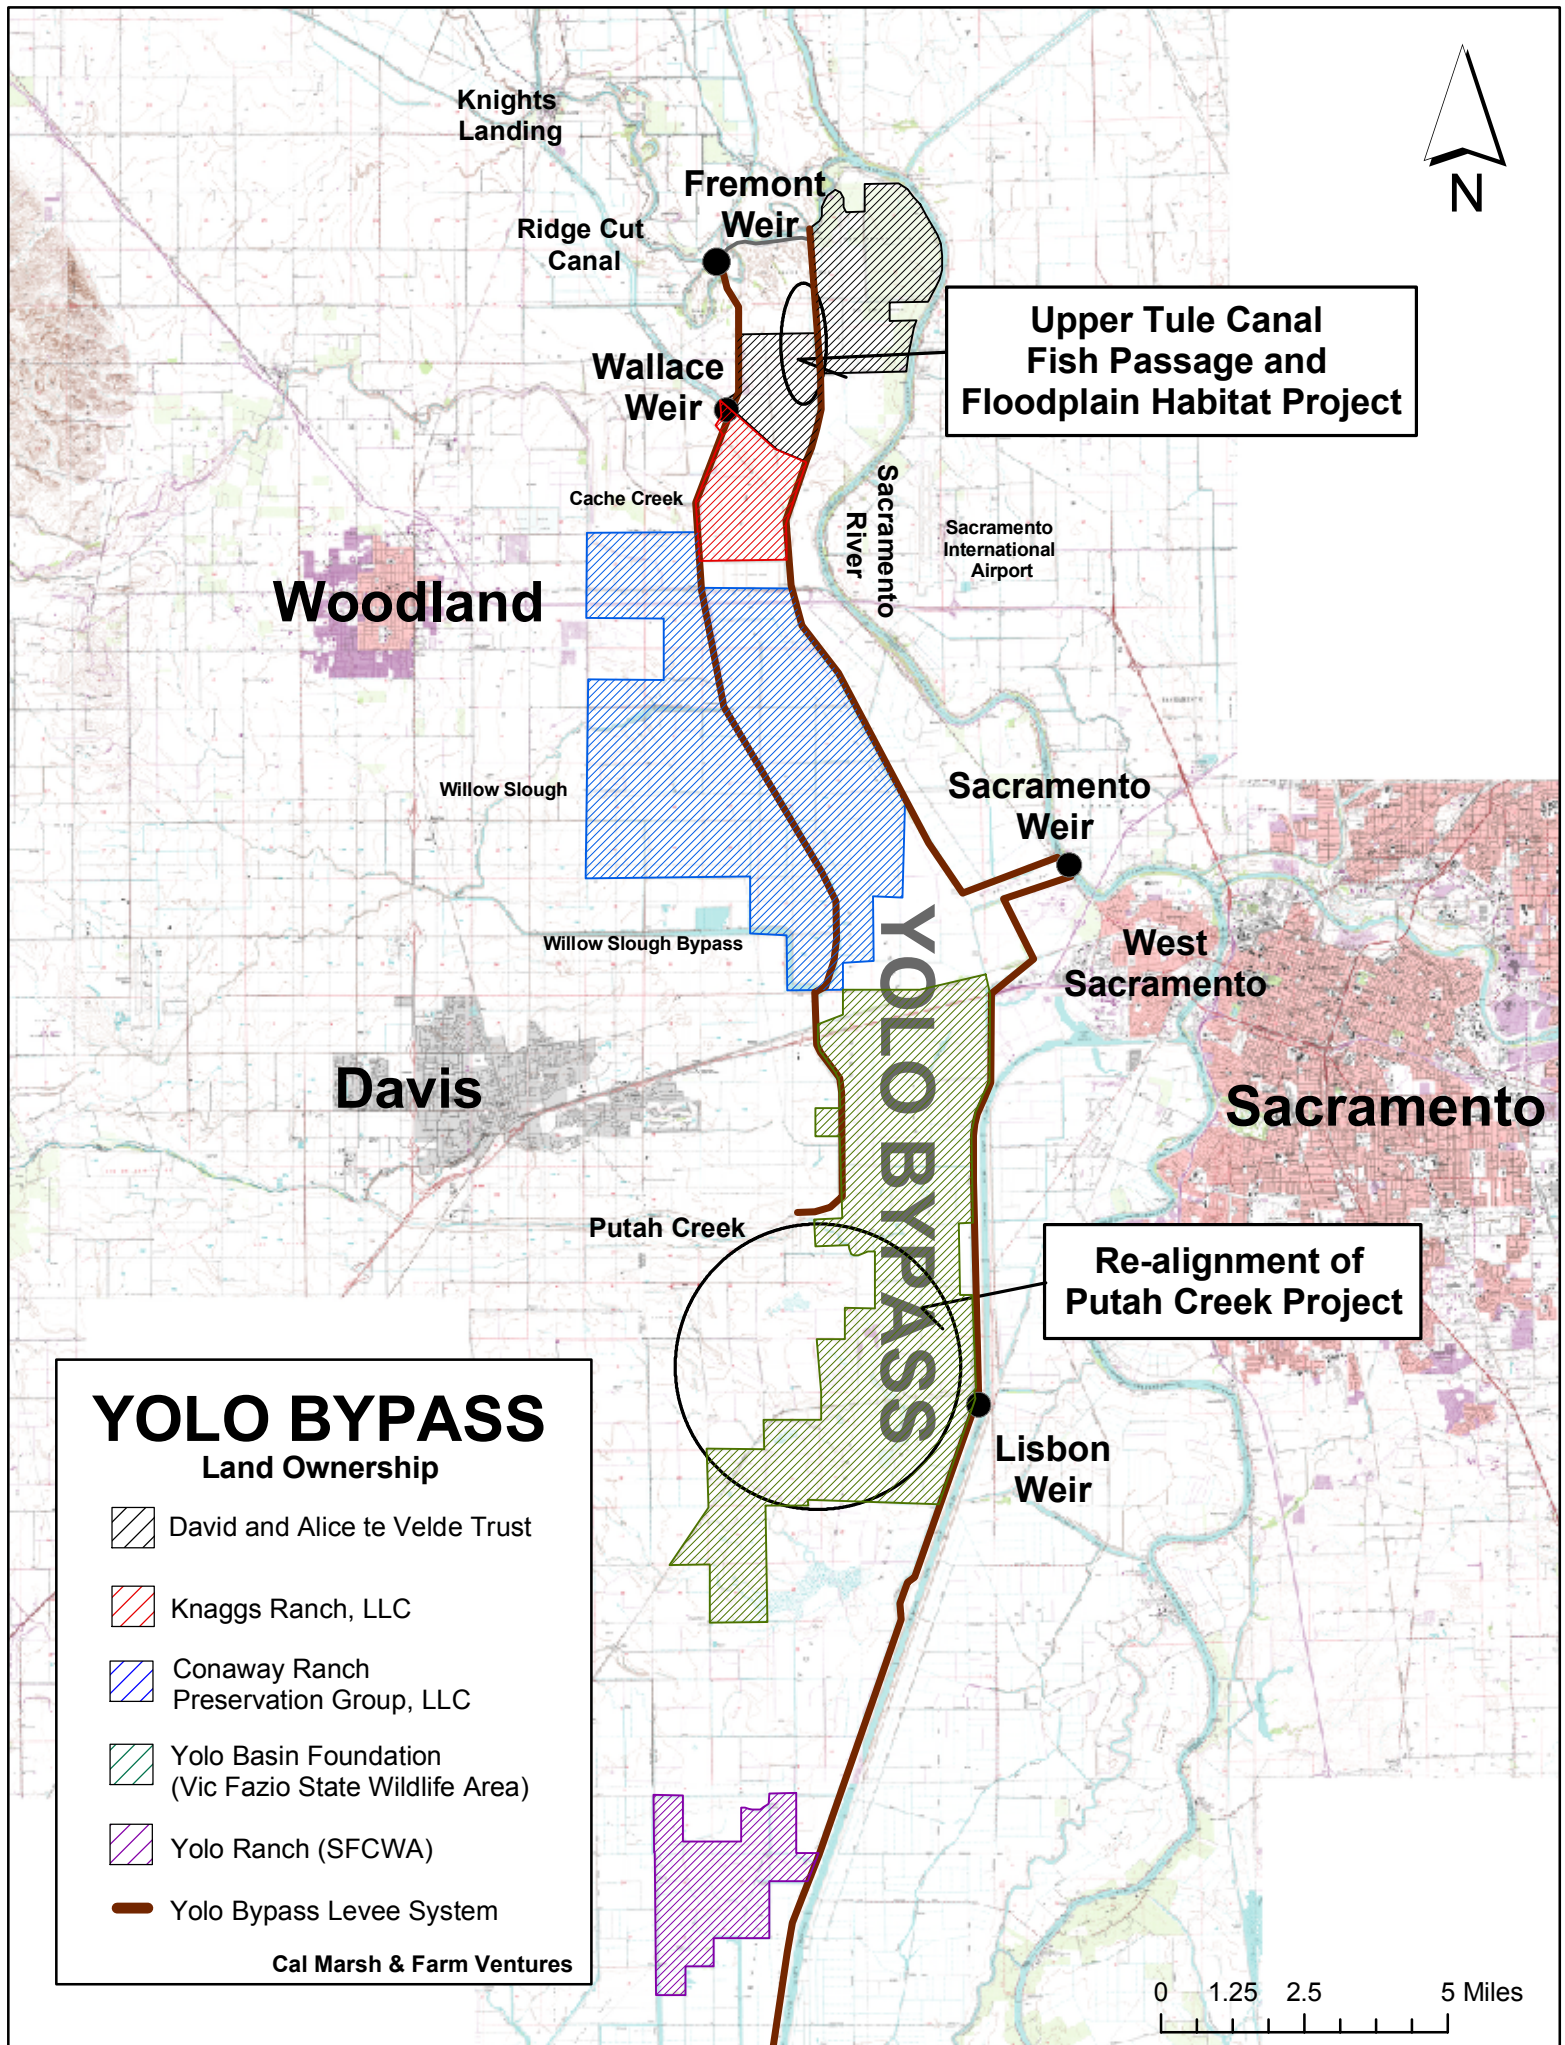 Knights
Landing
N
Fremont
Weir
Ridge Cut
Canal
Upper Tule Canal
Fish Passage and
Floodplain Habitat Project
Wallace
Weir
Sacramento
River
Cache Creek
Sacramento
International
Airport
Woodland
Willow Slough
Sacramento
Weir
Willow Slough Bypass
YOLO BYPASS
West
Sacramento
Davis
Sacramento
Putah Creek
Re-alignment of
Putah Creek Project
Lisbon
Weir
YOLO BYPASS
Land Ownership
David and Alice te Velde Trust
Knaggs Ranch, LLC
Conaway Ranch
Preservation Group, LLC
Yolo Basin Foundation
(Vic Fazio State Wildlife Area)
Yolo Ranch (SFCWA)
Yolo Bypass Levee System
Cal Marsh & Farm Ventures
0 1.25 2.5 5 Miles